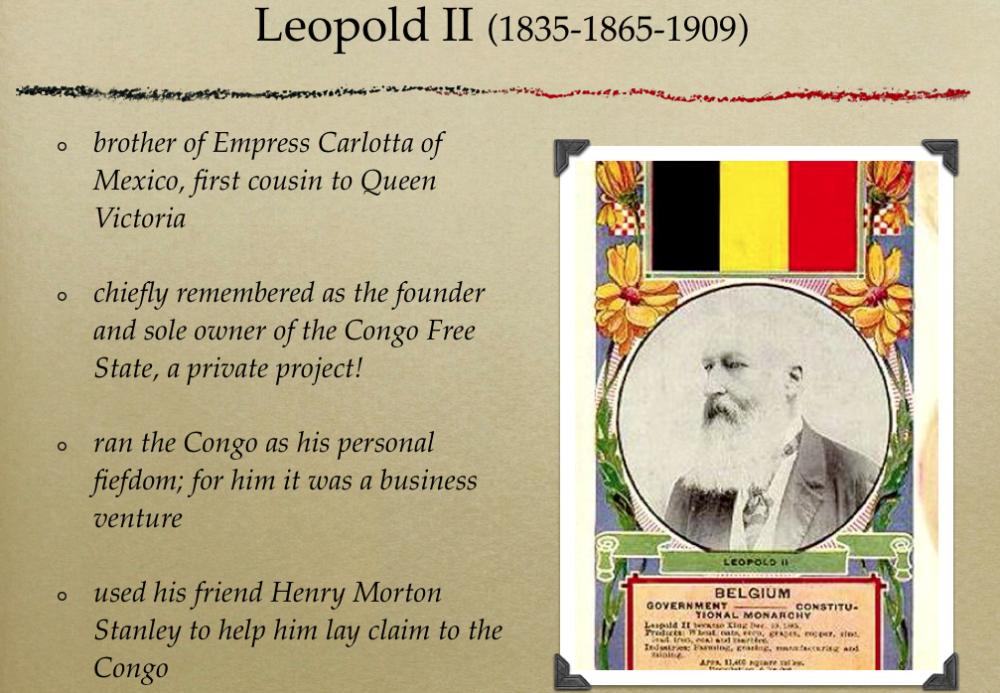 Leopold II (1835-1865-1909)
brother of Empress Carlotta of
Mexico, first cousin to Queen
Victoria
chiefly remembered as the founder
and sole owner of the Congo Free
State, a private project!
ran the Congo as his personal
fiefdom; for him it was a business
venture
used his friend Henry Morton
Stanley to help him lay claim to the
Congo
LEOPOLD II
BELGIUM
GOVERNMENT ——— CONSTITU-
TIONAL MONARCHY
Leopold II became King Dec. 10, 1865.
Products: Wheat, oats, corn, grapes, copper, zinc,
lead, iron, coal and marbles.
Industries: Farming, grazing, manufacturing and
mining.
Area, 11,400 square miles.